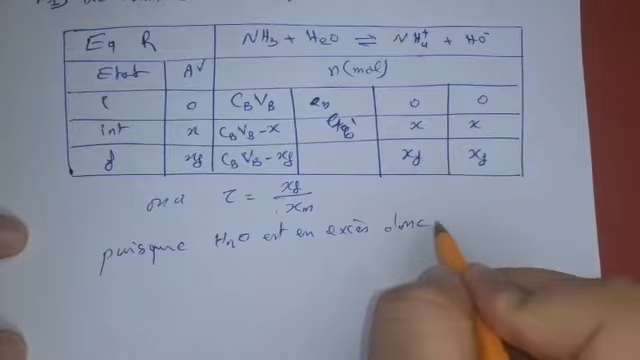 Eq R NH3 + H2O ⇌ NH4+ + HO-
Etat Av n(mol)
i 0 CBVB en excès 0 0
int x CBVB-x x x
f xf CBVB-xf xf xf
on a τ = xf/xm
puisque H2O est en excès donc